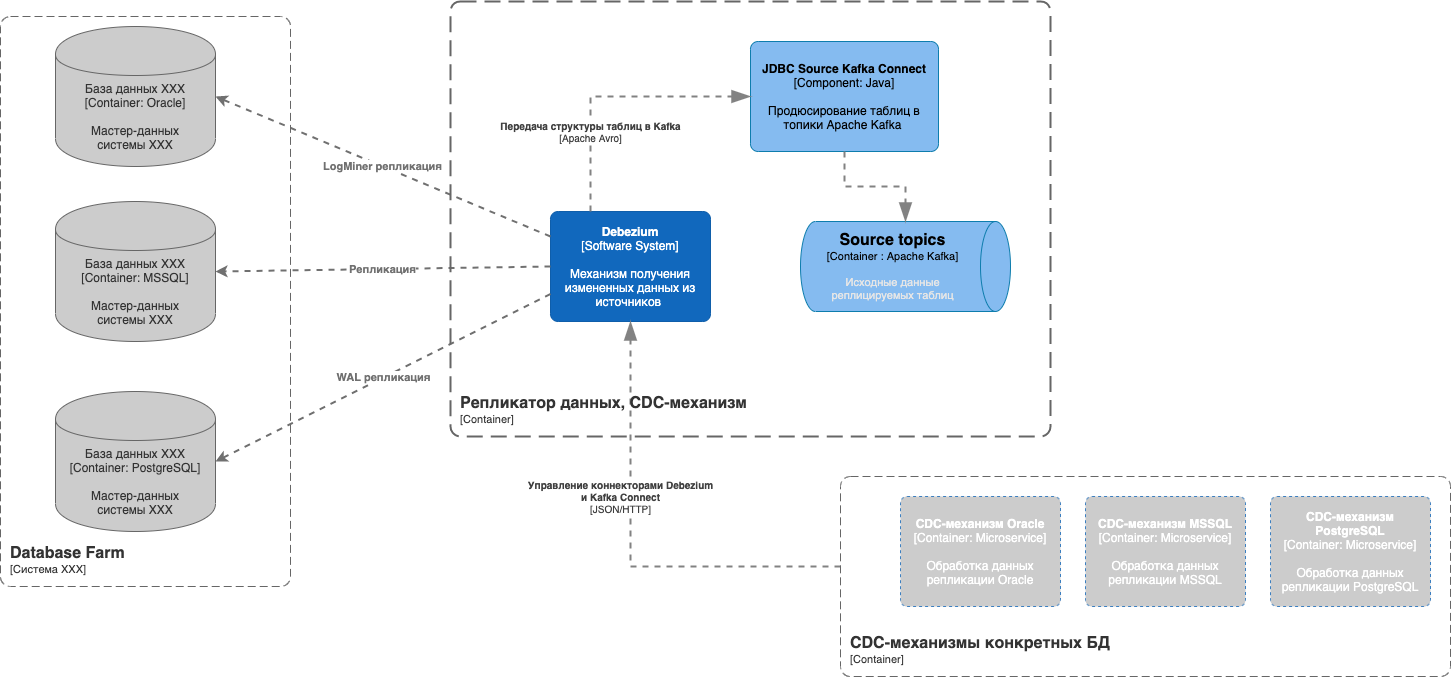 База данных XXX
[Container: Oracle]
Мастер-данных
системы XXX
База данных XXX
[Container: MSSQL]
Мастер-данных
системы XXX
База данных XXX
[Container: PostgreSQL]
Мастер-данных
системы XXX
Database Farm
[Система XXX]
LogMiner репликация
Репликация
WAL репликация
Передача структуры таблиц в Kafka
[Apache Avro]
JDBC Source Kafka Connect
[Component: Java]
Продюсирование таблиц в
топики Apache Kafka
Debezium
[Software System]
Механизм получения
измененных данных из
источников
Source topics
[Container : Apache Kafka]
Исходные данные
реплицируемых таблиц
Репликатор данных, CDC-механизм
[Container]
Управление коннекторами Debezium
и Kafka Connect
[JSON/HTTP]
CDC-механизм Oracle
[Container: Microservice]
Обработка данных
репликации Oracle
CDC-механизм MSSQL
[Container: Microservice]
Обработка данных
репликации MSSQL
CDC-механизм
PostgreSQL
[Container: Microservice]
Обработка данных
репликации PostgreSQL
CDC-механизмы конкретных БД
[Container]